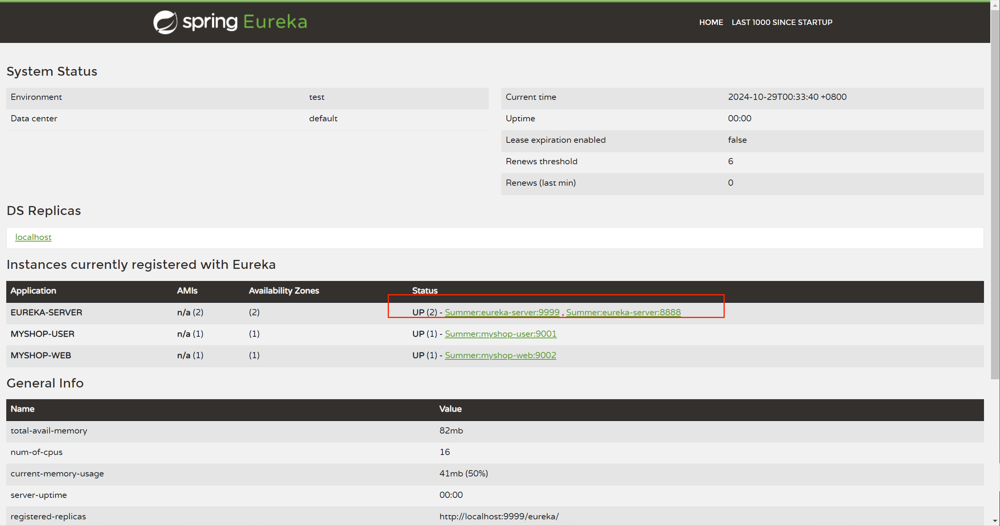 spring Eureka
HOME LAST 1000 SINCE STARTUP
System Status
Environment test
Data center default
Current time 2024-10-29T00:33:40 +0800
Uptime 00:00
Lease expiration enabled false
Renews threshold 6
Renews (last min) 0
DS Replicas
localhost
Instances currently registered with Eureka
Application AMIs Availability Zones Status
EUREKA-SERVER n/a (2) (2) UP (2) - Summer:eureka-server:9999 , Summer:eureka-server:8888
MYSHOP-USER n/a (1) (1) UP (1) - Summer:myshop-user:9001
MYSHOP-WEB n/a (1) (1) UP (1) - Summer:myshop-web:9002
General Info
Name Value
total-avail-memory 82mb
num-of-cpus 16
current-memory-usage 41mb (50%)
server-uptime 00:00
registered-replicas http://localhost:9999/eureka/